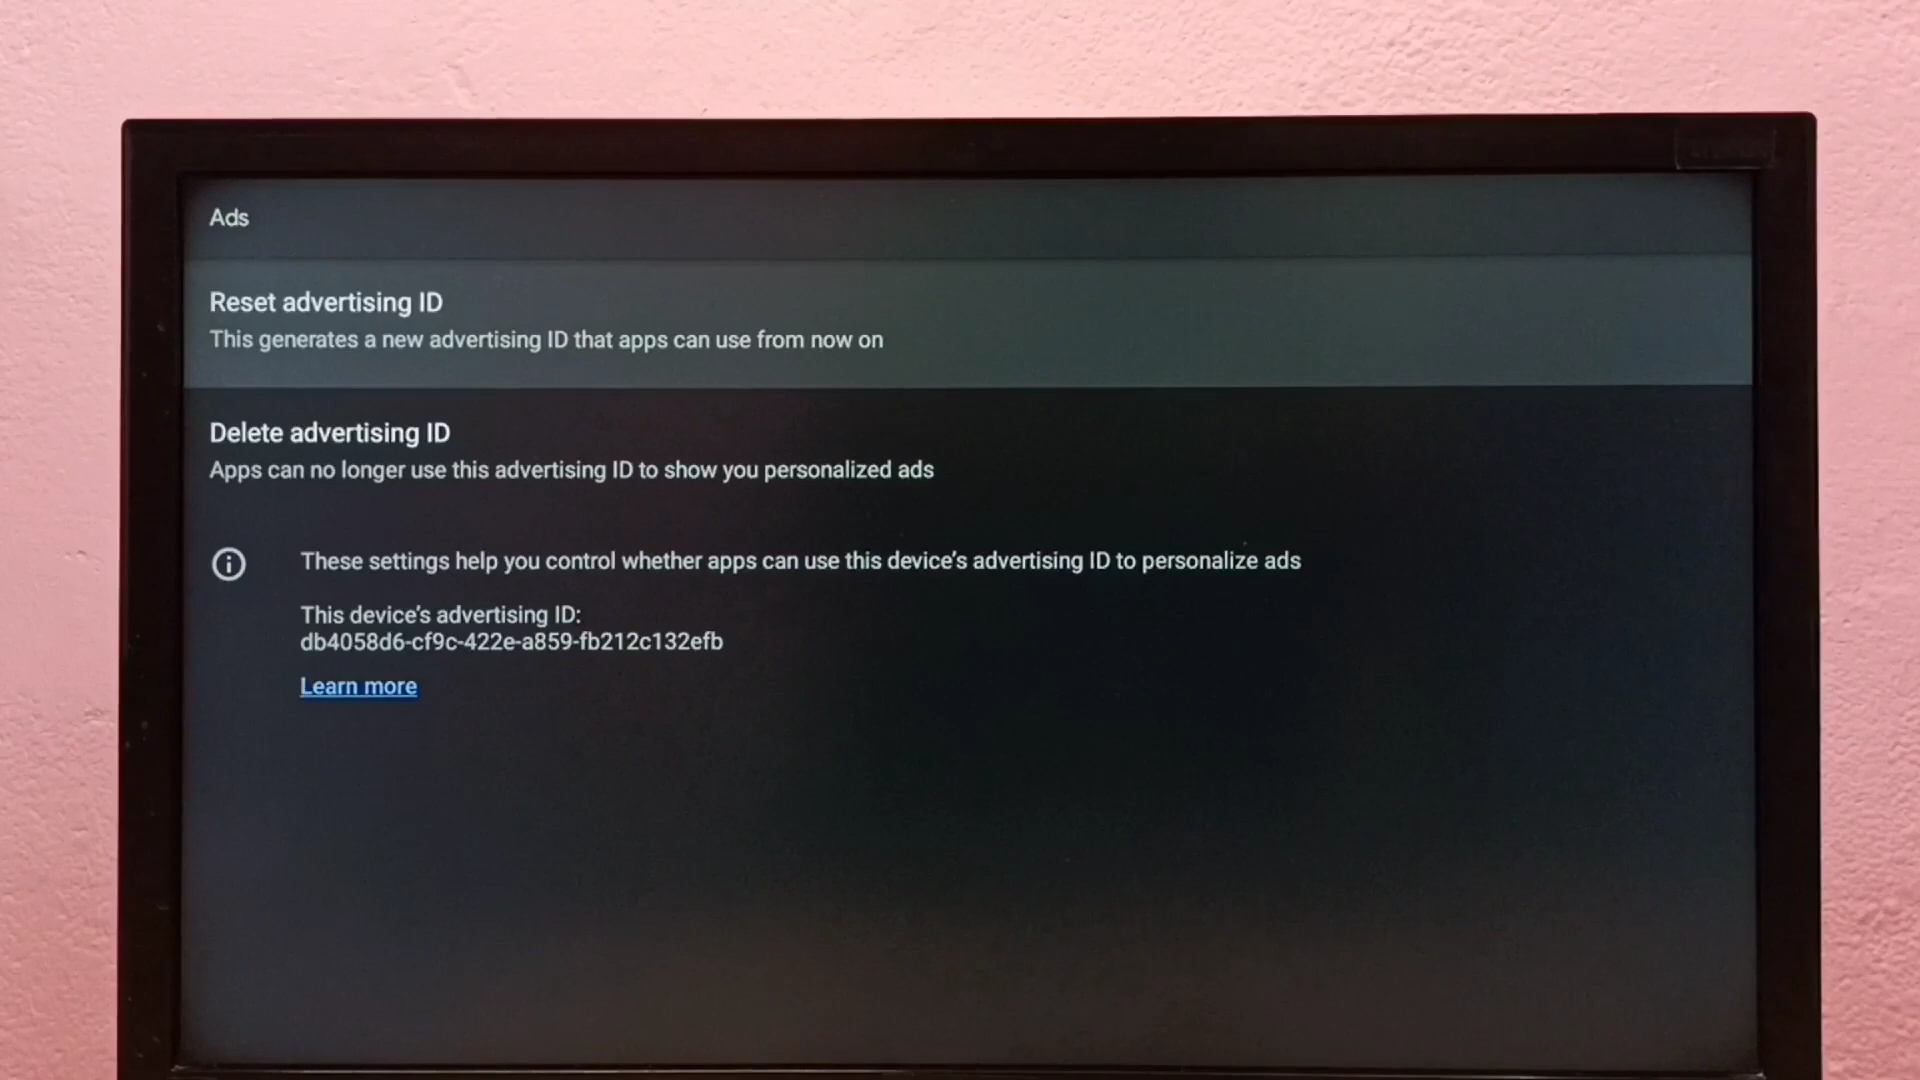 Ads
Reset advertising ID
This generates a new advertising ID that apps can use from now on
Delete advertising ID
Apps can no longer use this advertising ID to show you personalized ads
These settings help you control whether apps can use this device's advertising ID to personalize ads
This device's advertising ID:
db4058d6-cf9c-422e-a859-fb212c132efb
Learn more